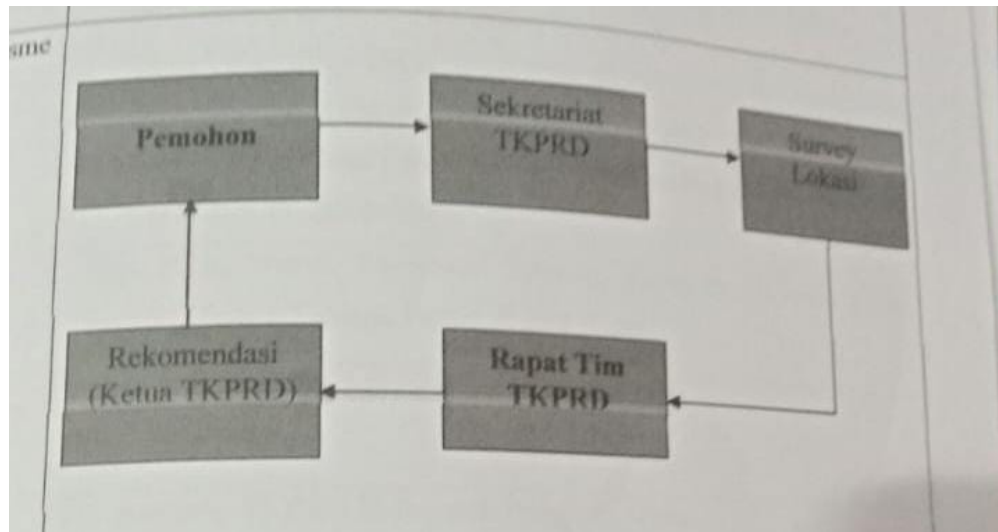 Pemohon
Sekretariat
TKPRD
Survey
Lokasi
Rapat Tim
TKPRD
Rekomendasi
(Ketua TKPRD)